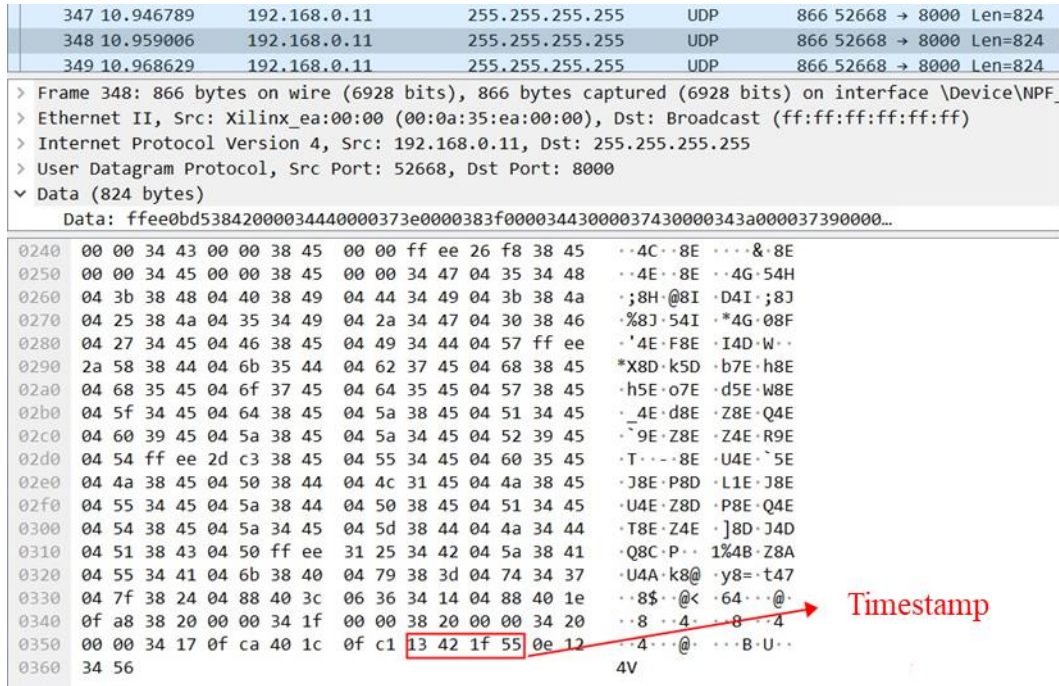 347 10.946789 192.168.0.11 255.255.255.255 UDP 866 52668 → 8000 Len=824
348 10.959006 192.168.0.11 255.255.255.255 UDP 866 52668 → 8000 Len=824
349 10.968629 192.168.0.11 255.255.255.255 UDP 866 52668 → 8000 Len=824
> Frame 348: 866 bytes on wire (6928 bits), 866 bytes captured (6928 bits) on interface \Device\NPF_
> Ethernet II, Src: Xilinx_ea:00:00 (00:0a:35:ea:00:00), Dst: Broadcast (ff:ff:ff:ff:ff:ff)
> Internet Protocol Version 4, Src: 192.168.0.11, Dst: 255.255.255.255
> User Datagram Protocol, Src Port: 52668, Dst Port: 8000
∨ Data (824 bytes)
Data: ffee0bd538420000344400003​73e0000383f0000344300003743​0000343a000037390000…
0240 00 00 34 43 00 00 38 45 00 00 ff ee 26 f8 38 45 ··4C··8E ····&·8E
0250 00 00 34 45 00 00 38 45 00 00 34 47 04 35 34 48 ··4E··8E ··4G·54H
0260 04 3b 38 48 04 40 38 49 04 44 34 49 04 3b 38 4a ·;8H·@8I ·D4I·;8J
0270 04 25 38 4a 04 35 34 49 04 2a 34 47 04 30 38 46 ·%8J·54I ·*4G·08F
0280 04 27 34 45 04 46 38 45 04 49 34 44 04 57 ff ee ·'4E·F8E ·I4D·W··
0290 2a 58 38 44 04 6b 35 44 04 62 37 45 04 68 38 45 *X8D·k5D ·b7E·h8E
02a0 04 68 35 45 04 6f 37 45 04 64 35 45 04 57 38 45 ·h5E·o7E ·d5E·W8E
02b0 04 5f 34 45 04 64 38 45 04 5a 38 45 04 51 34 45 ·_4E·d8E ·Z8E·Q4E
02c0 04 60 39 45 04 5a 38 45 04 5a 34 45 04 52 39 45 ·`9E·Z8E ·Z4E·R9E
02d0 04 54 ff ee 2d c3 38 45 04 55 34 45 04 60 35 45 ·T··-·8E ·U4E·`5E
02e0 04 4a 38 45 04 50 38 44 04 4c 31 45 04 4a 38 45 ·J8E·P8D ·L1E·J8E
02f0 04 55 34 45 04 5a 38 44 04 50 38 45 04 51 34 45 ·U4E·Z8D ·P8E·Q4E
0300 04 54 38 45 04 5a 34 45 04 5d 38 44 04 4a 34 44 ·T8E·Z4E ·]8D·J4D
0310 04 51 38 43 04 50 ff ee 31 25 34 42 04 5a 38 41 ·Q8C·P·· 1%4B·Z8A
0320 04 55 34 41 04 6b 38 40 04 79 38 3d 04 74 34 37 ·U4A·k8@ ·y8=·t47
0330 04 7f 38 24 04 88 40 3c 06 36 34 14 04 88 40 1e ··8$··@< ·64···@·
0340 0f a8 38 20 00 00 34 1f 00 00 38 20 00 00 34 20 ··8 ··4· ··8 ··4
0350 00 00 34 17 0f ca 40 1c 0f c1 13 42 1f 55 0e 12 ··4···@· ···B·U··
0360 34 56 4V
Timestamp